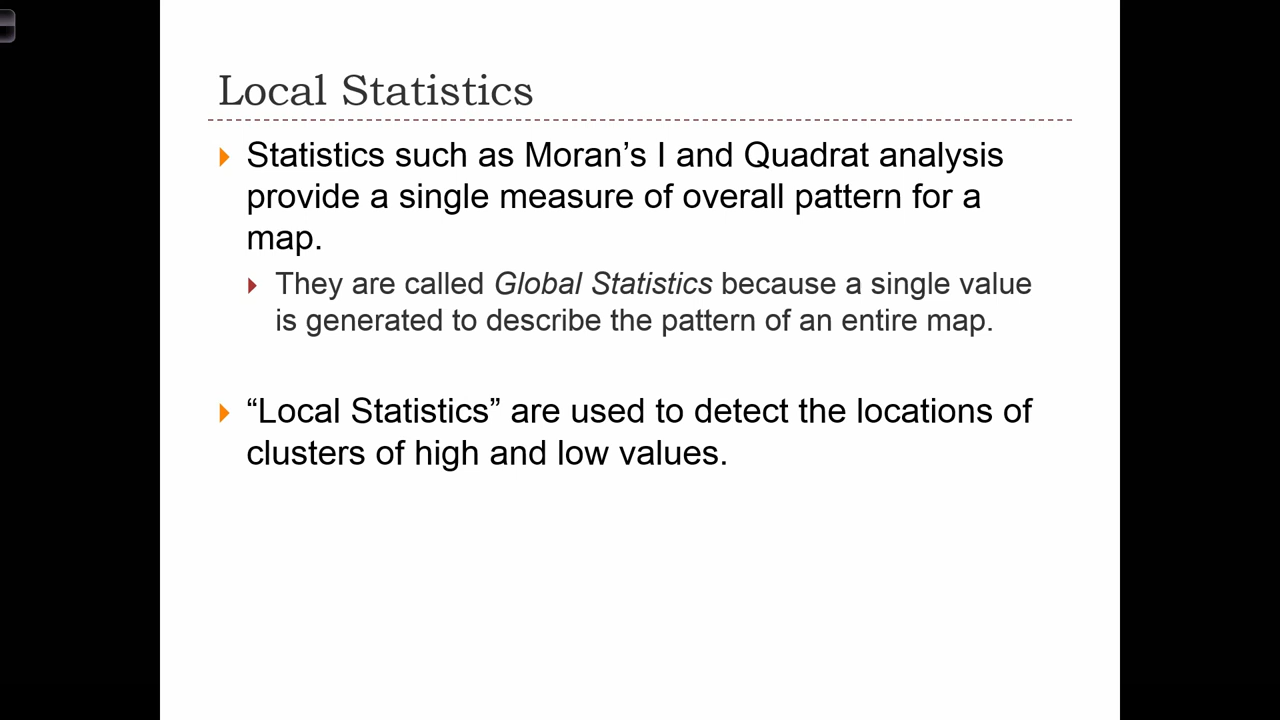 Local Statistics
Statistics such as Moran’s I and Quadrat analysis
provide a single measure of overall pattern for a
map.
They are called Global Statistics because a single value
is generated to describe the pattern of an entire map.
“Local Statistics” are used to detect the locations of
clusters of high and low values.